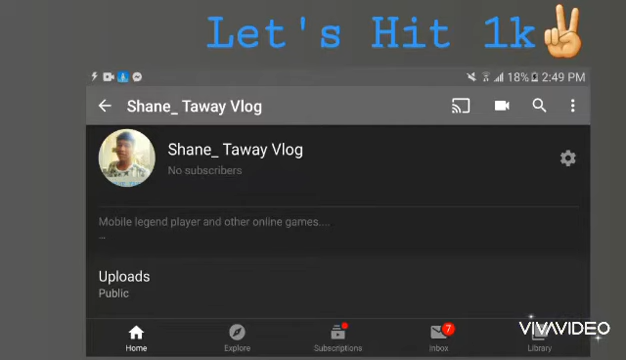 Let's Hit 1k✌
18% 2:49 PM
Shane_ Taway Vlog
Shane_ Taway Vlog
No subscribers
Mobile legend player and other online games....
...
Uploads
Public
7
Home Explore Subscriptions Inbox Library
VIVAVIDEO